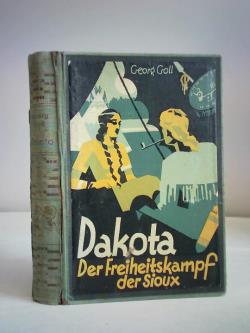 Georg Goll
Dakota
Der Freiheitskampf
der Sioux